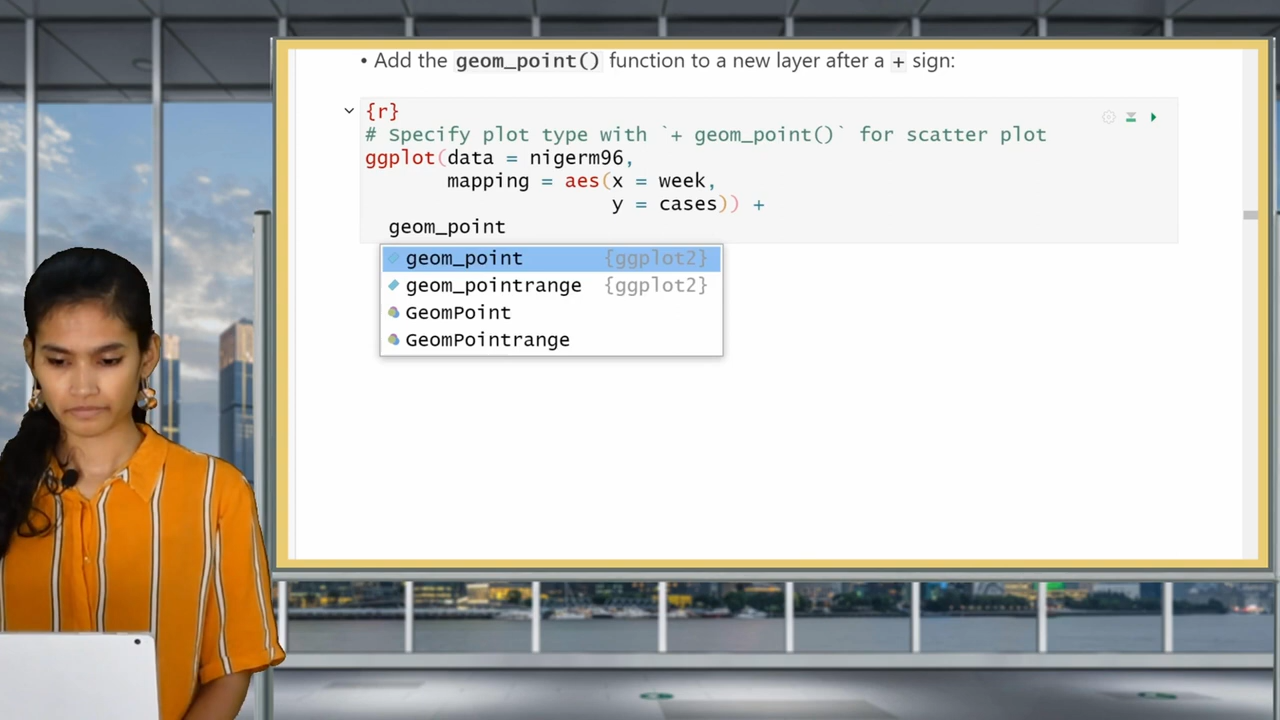 • Add the geom_point() function to a new layer after a + sign:
{r}
# Specify plot type with `+ geom_point()` for scatter plot
ggplot(data = nigerm96,
mapping = aes(x = week,
y = cases)) +
geom_point
geom_point {ggplot2}
geom_pointrange {ggplot2}
GeomPoint
GeomPointrange